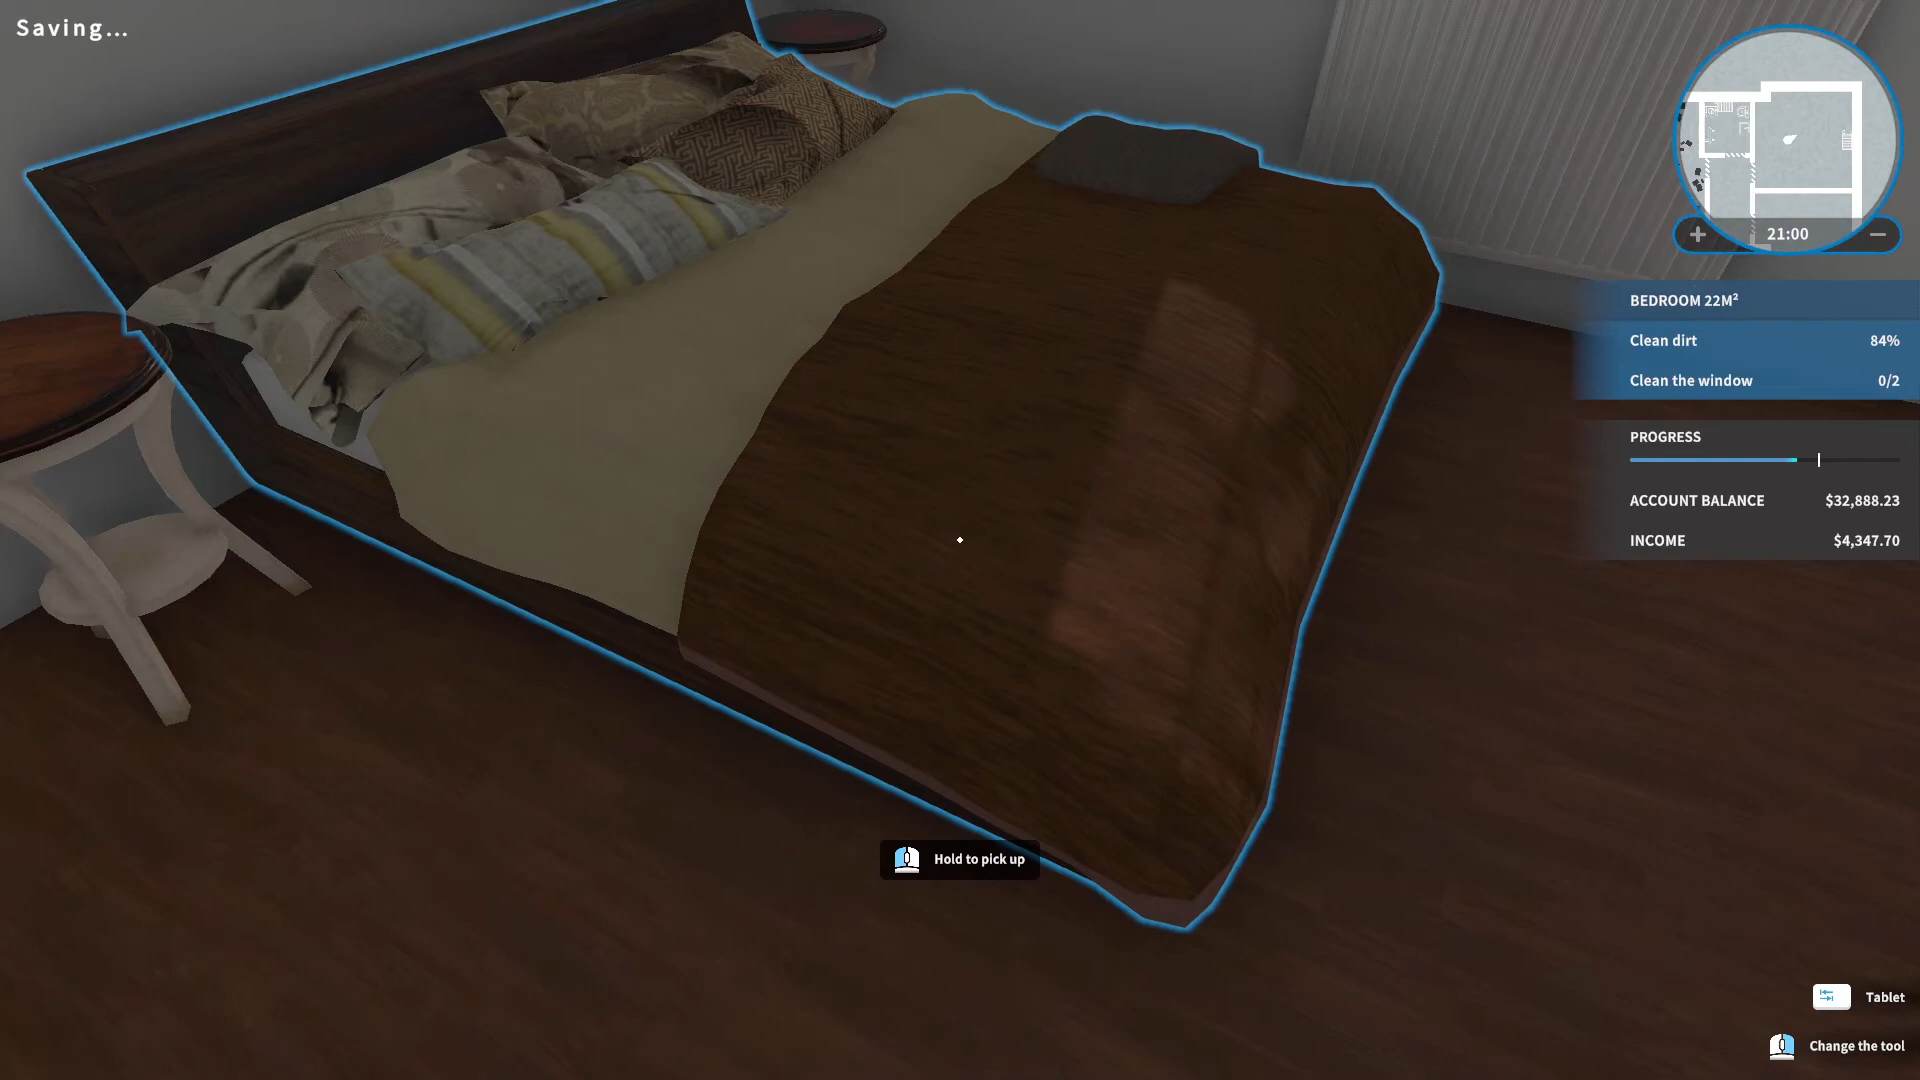 Saving...
21:00
BEDROOM 22M²
Clean dirt 84%
Clean the window 0/2
PROGRESS
ACCOUNT BALANCE $32,888.23
INCOME $4,347.70
Hold to pick up
Tablet
Change the tool